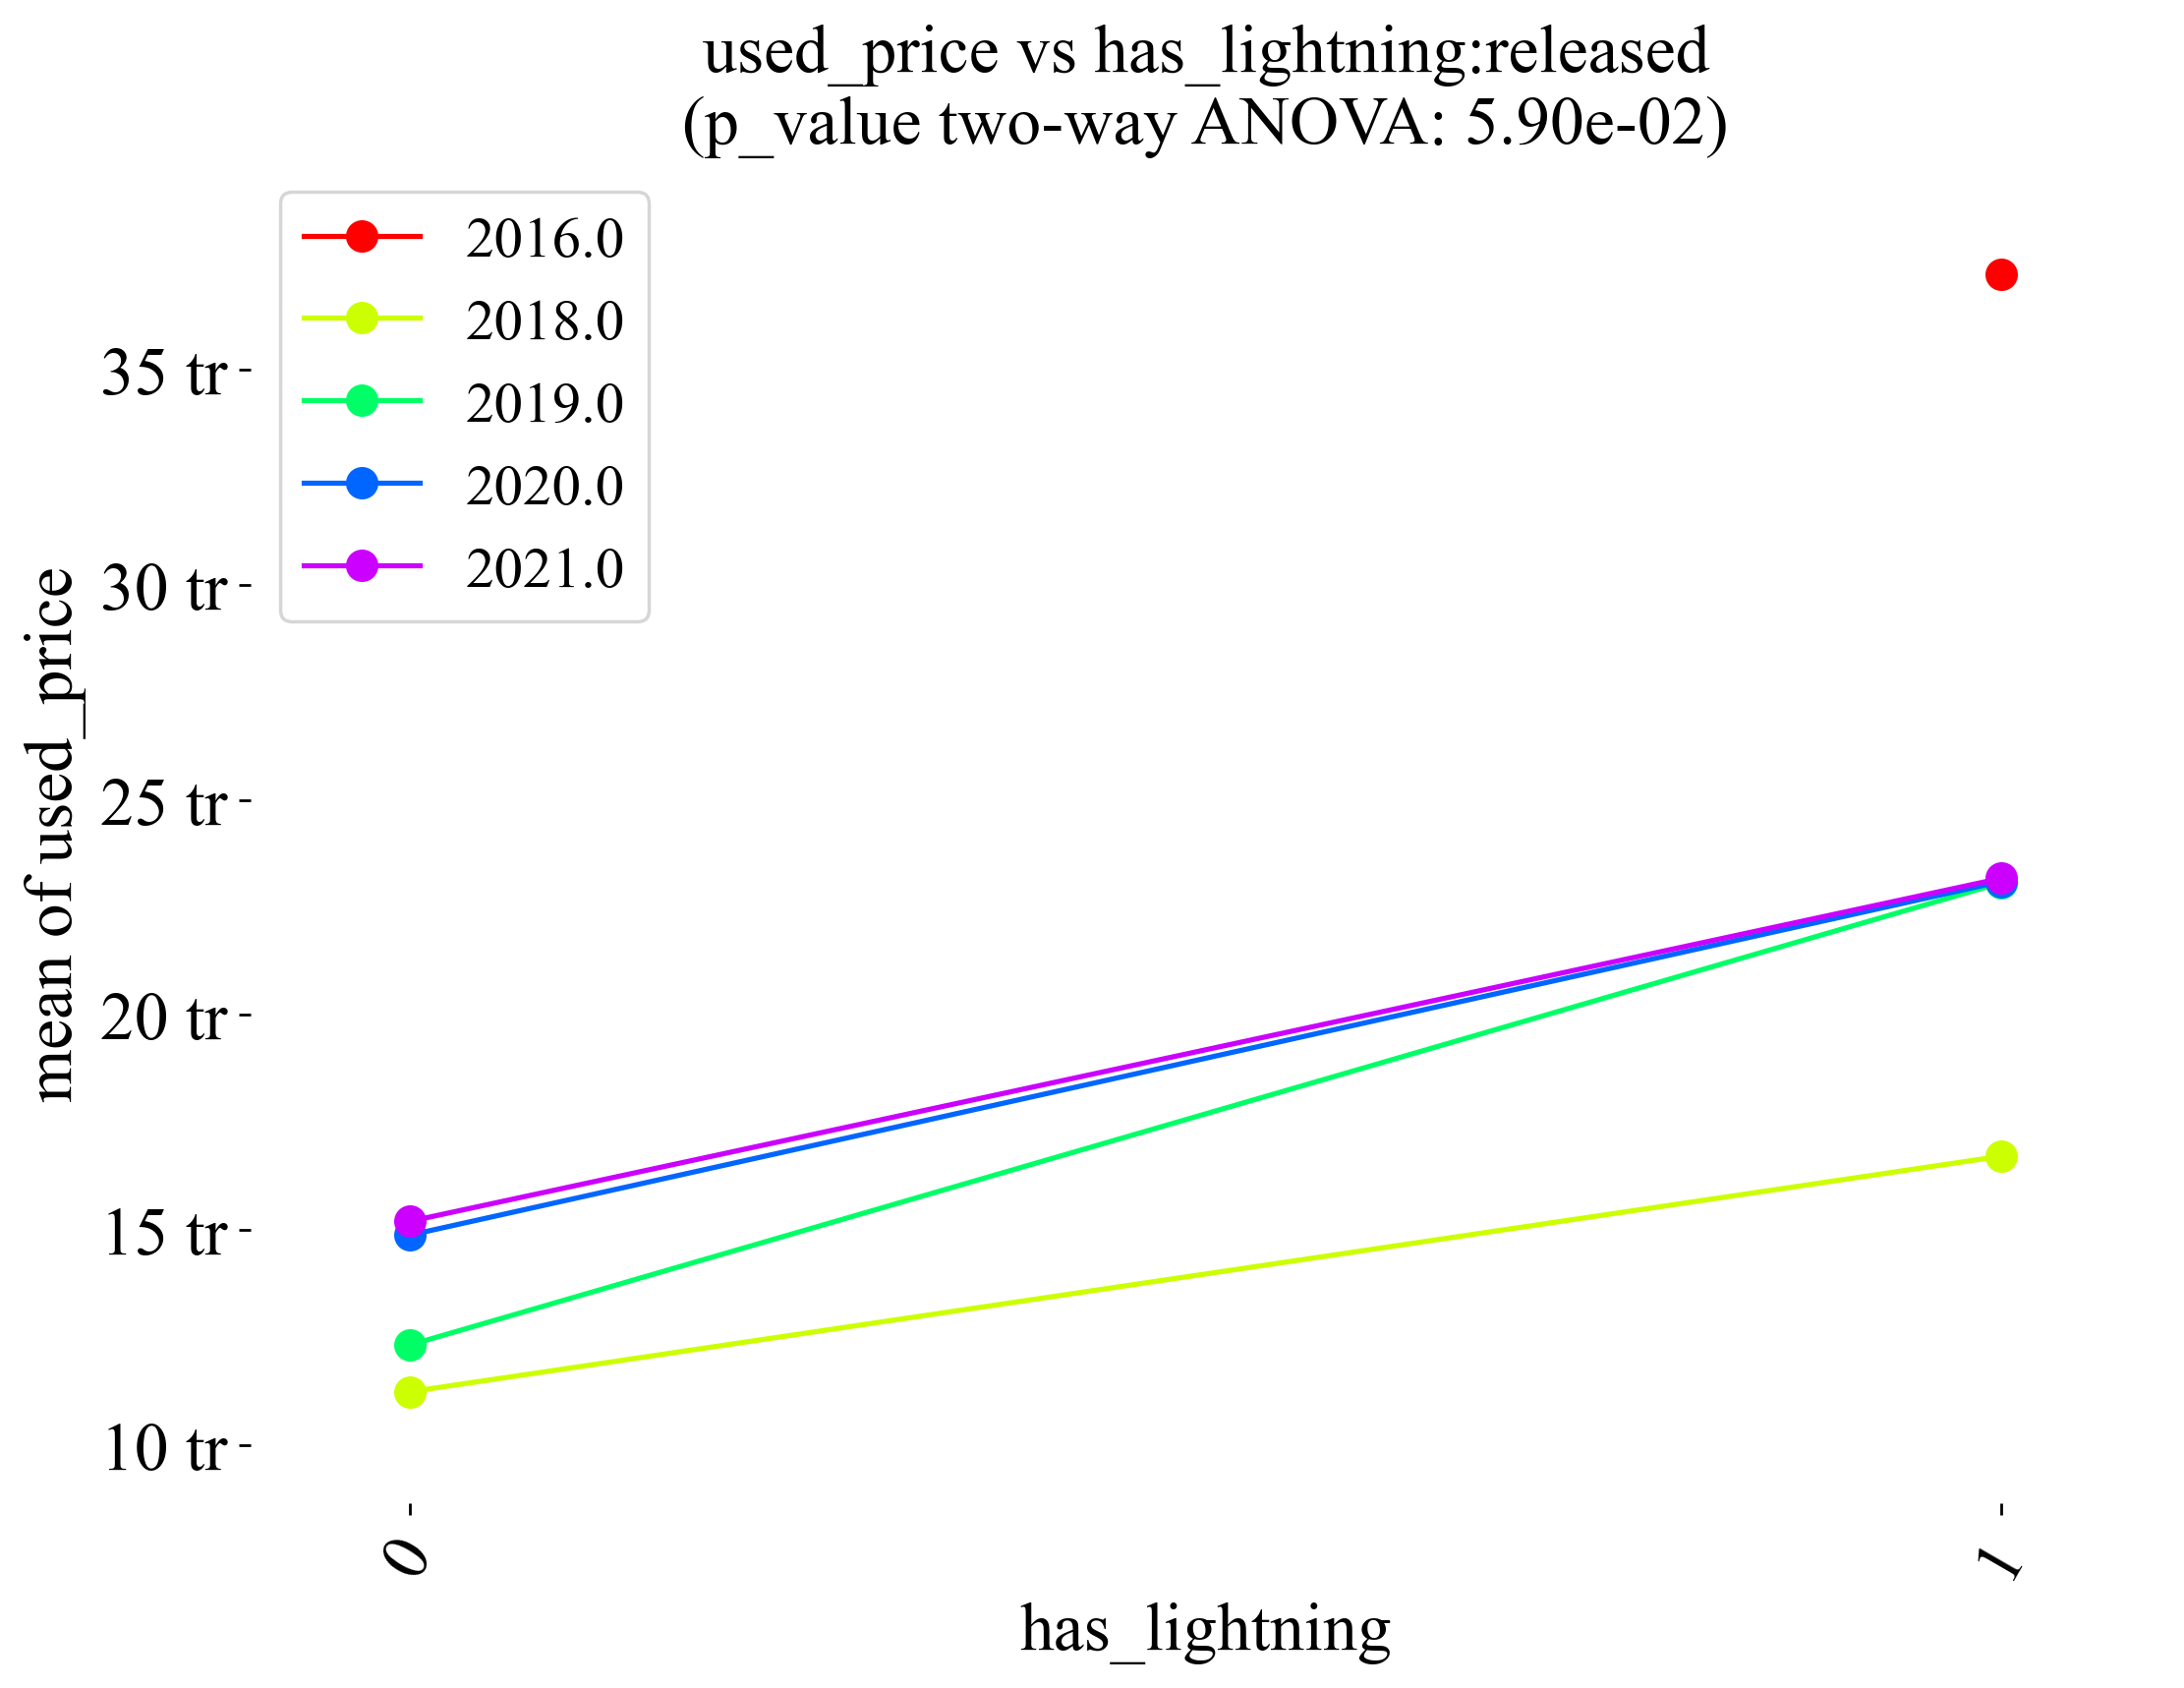 used_price vs has_lightning:released
(p_value two-way ANOVA: 5.90e-02)
2016.0
2018.0
2019.0
2020.0
2021.0
mean of used_price
35 tr
30 tr
25 tr
20 tr
15 tr
10 tr
0
1
has_lightning